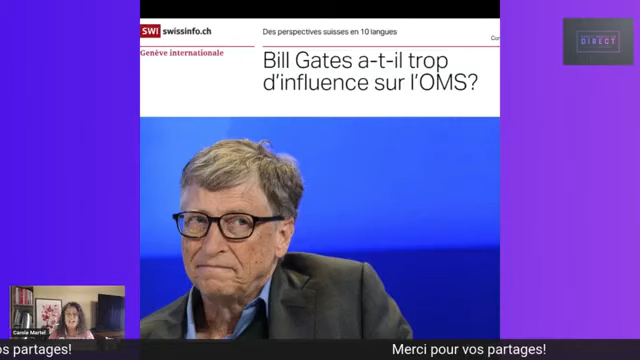 SWI swissinfo.ch
Des perspectives suisses en 10 langues
Genève internationale
Bill Gates a-t-il trop
d'influence sur l'OMS?
DIRECT
Carole Martel
os partages!
Merci pour vos partages!